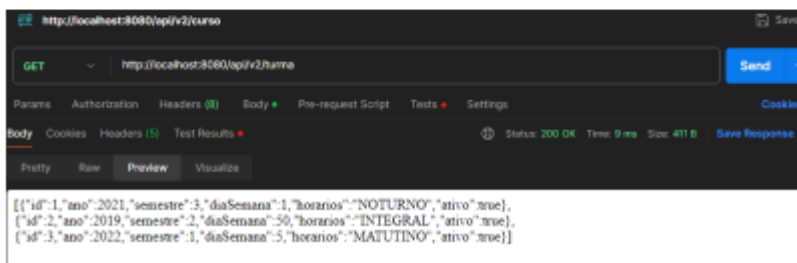 http://localhost:8080/api/v2/curso
Save
GET http://localhost:8080/api/v2/turma
Send
Params Authorization Headers (8) Body Pre-request Script Tests Settings
Cookies
Body Cookies Headers (5) Test Results
Status: 200 OK Time: 9 ms Size: 411 B Save Response
Pretty Raw Preview Visualize
[{"id":1,"ano":2021,"semestre":3,"diaSemana":1,"horarios":"NOTURNO","ativo":true},
{"id":2,"ano":2019,"semestre":2,"diaSemana":50,"horarios":"INTEGRAL","ativo":true},
{"id":3,"ano":2022,"semestre":1,"diaSemana":5,"horarios":"MATUTINO","ativo":true}]